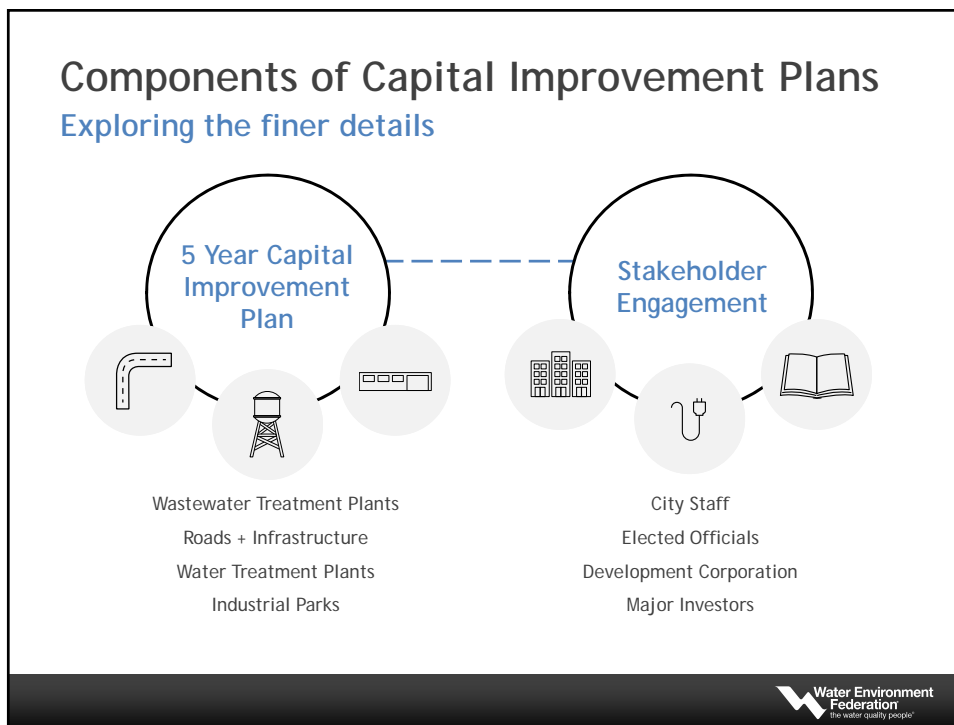 Components of Capital Improvement Plans
Exploring the finer details
5 Year Capital
Improvement
Plan
Stakeholder
Engagement
Wastewater Treatment Plants
Roads + Infrastructure
Water Treatment Plants
Industrial Parks
City Staff
Elected Officials
Development Corporation
Major Investors
Water Environment
Federation
the water quality people